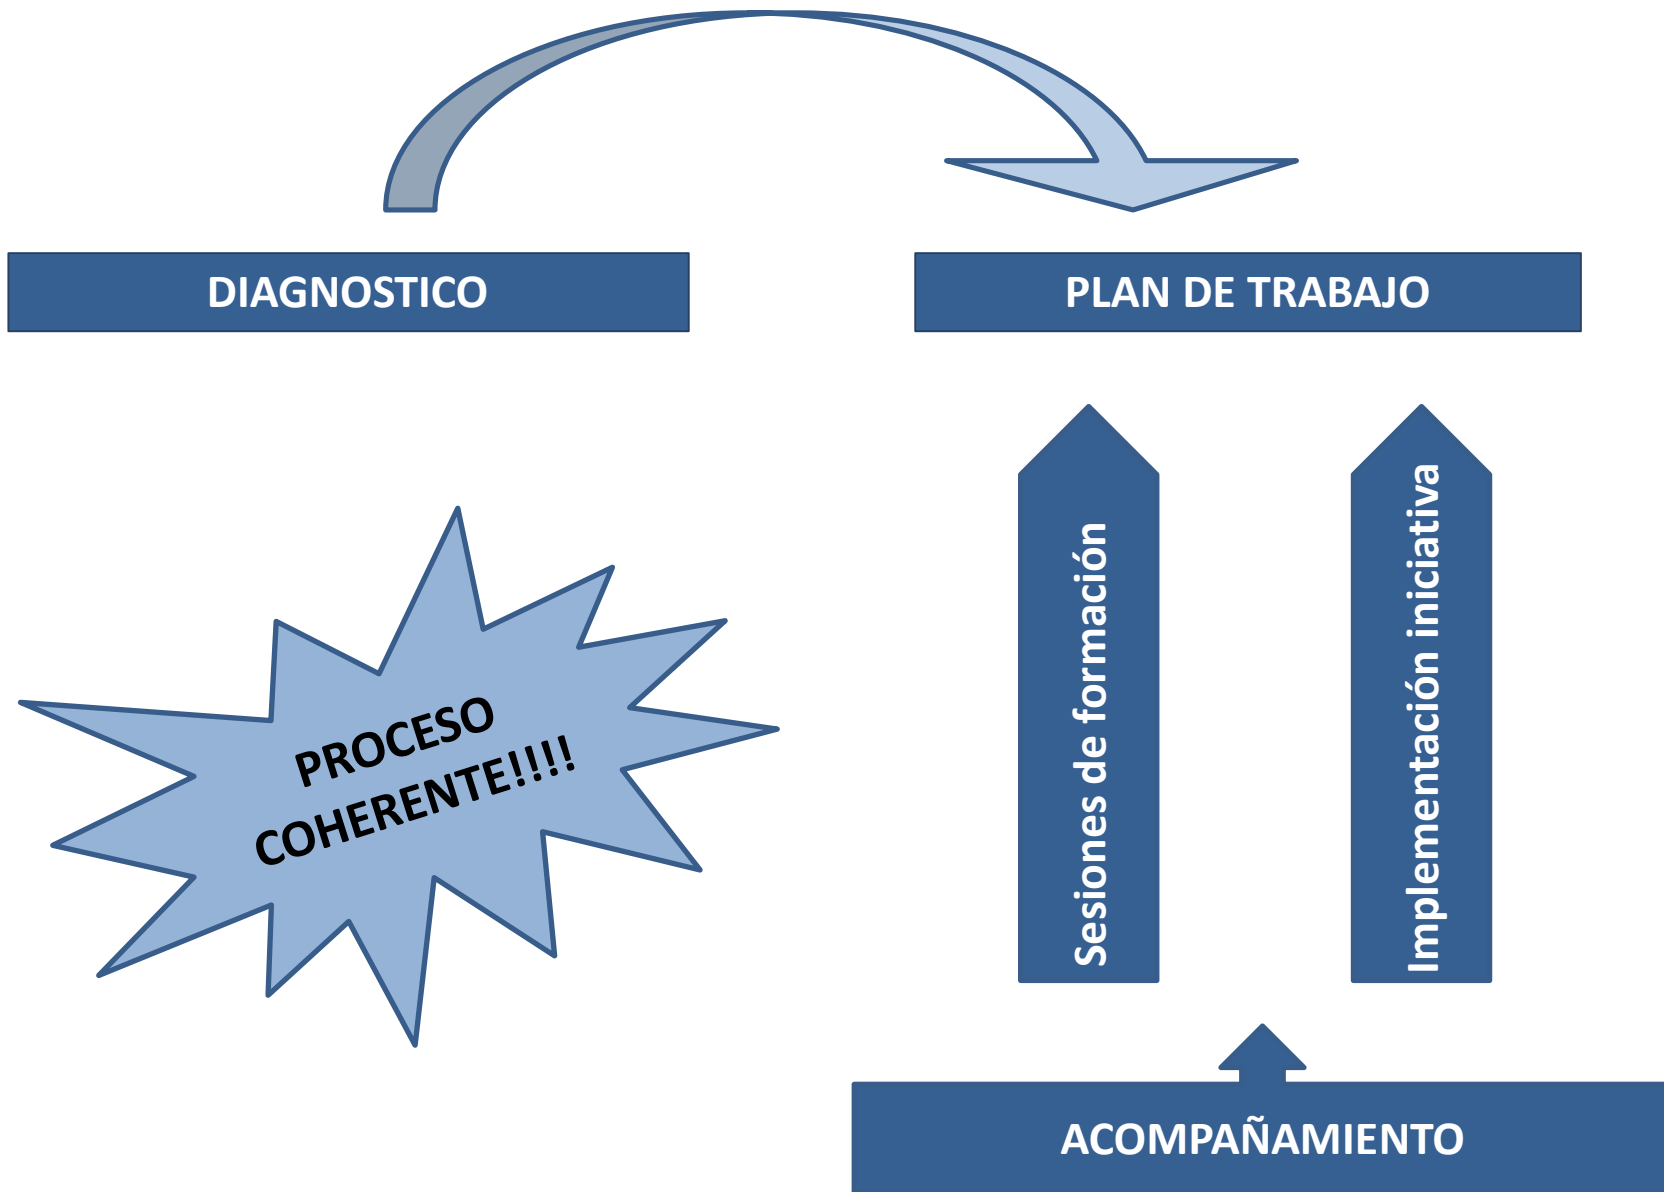 DIAGNOSTICO
PLAN DE TRABAJO
PROCESO
COHERENTE!!!!
Sesiones de formación
Implementación iniciativa
ACOMPAÑAMIENTO